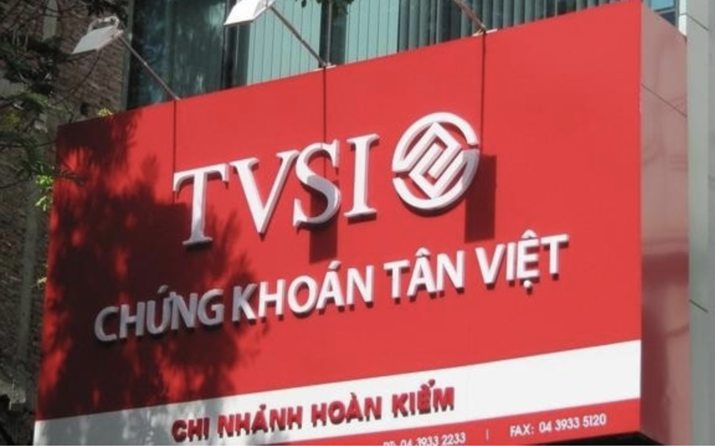 TVSI
CHỨNG KHOÁN TÂN VIỆT
CHI NHÁNH HOÀN KIẾM
04 3933 2233 | FAX: 04 3933 5120